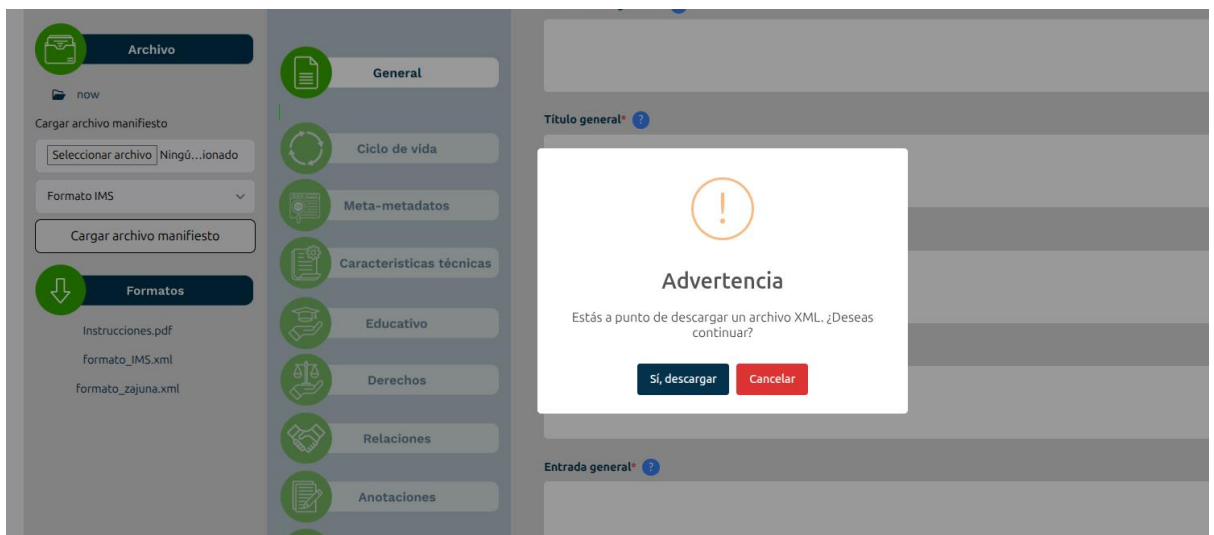 Archivo
now
Cargar archivo manifiesto
Seleccionar archivo Ningú...ionado
Formato IMS
Cargar archivo manifiesto
Formatos
Instrucciones.pdf
formato_IMS.xml
formato_zajuna.xml
General
Ciclo de vida
Meta-metadatos
Caracteristicas técnicas
Educativo
Derechos
Relaciones
Anotaciones
Título general* ?
!
Advertencia
Estás a punto de descargar un archivo XML. ¿Deseas
continuar?
Sí, descargar Cancelar
Entrada general* ?